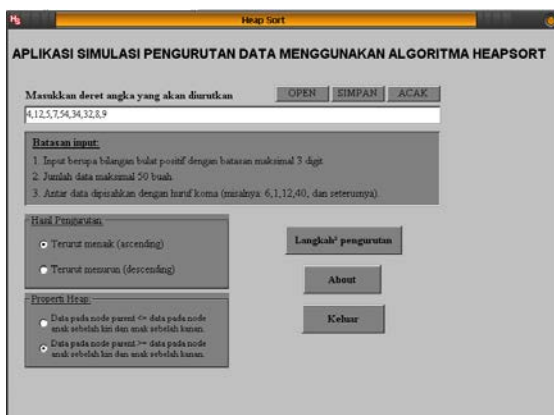 HS
Heap Sort
APLIKASI SIMULASI PENGURUTAN DATA MENGGUNAKAN ALGORITMA HEAPSORT
Masukkan deret angka yang akan diurutkan
OPEN SIMPAN ACAK
4,12,5,7,54,34,32,8,9
Batasan input:
1. Input berupa bilangan bulat positif dengan batasan maksimal 3 digit.
2. Jumlah data maksimal 50 buah.
3. Antar data dipisahkan dengan huruf koma (misalnya: 6,1,12,40, dan seterusnya).
Hasil Pengurutan:
Terurut menaik (ascending)
Terurut menurun (descending)
Langkah² pengurutan
About
Keluar
Properti Heap:
Data pada node parent <= data pada node
anak sebelah kiri dan anak sebelah kanan.
Data pada node parent >= data pada node
anak sebelah kiri dan anak sebelah kanan.